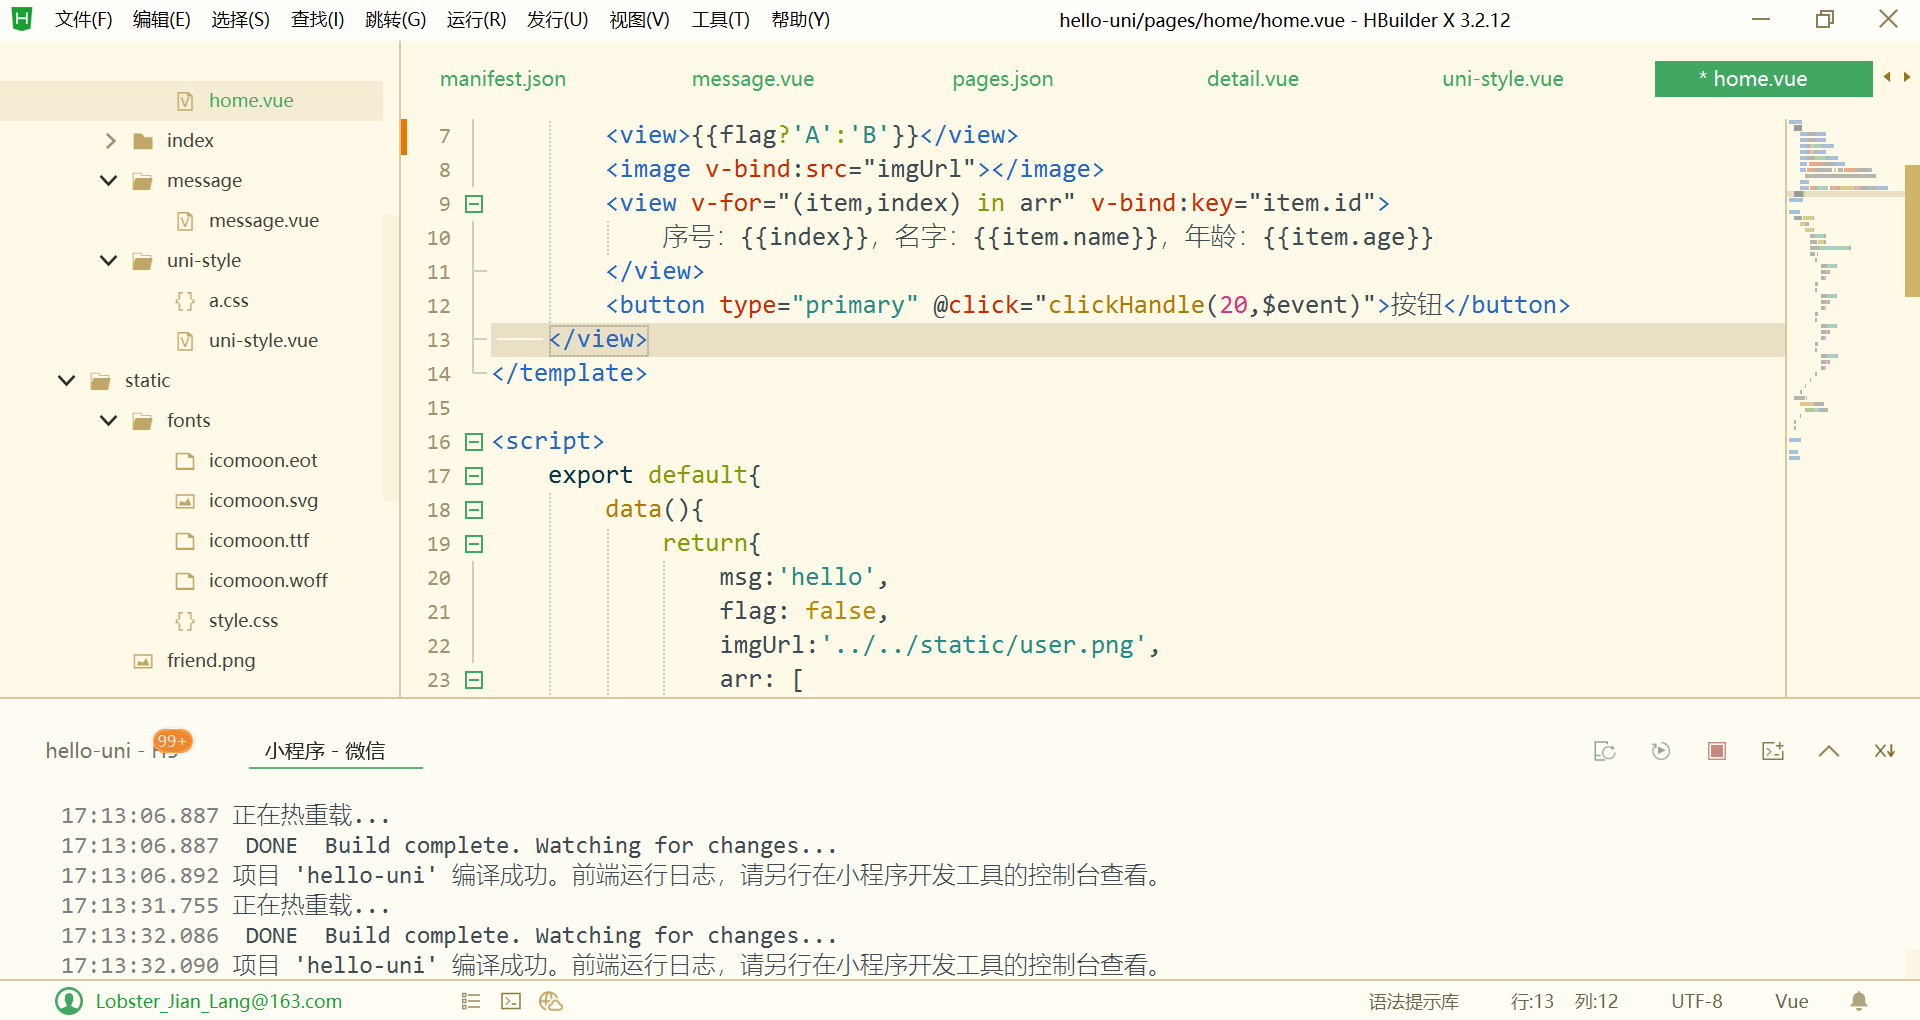 文件(F) 编辑(E) 选择(S) 查找(I) 跳转(G) 运行(R) 发行(U) 视图(V) 工具(T) 帮助(Y) hello-uni/pages/home/home.vue - HBuilder X 3.2.12
home.vue
index
message
message.vue
uni-style
a.css
uni-style.vue
static
fonts
icomoon.eot
icomoon.svg
icomoon.ttf
icomoon.woff
style.css
friend.png
manifest.json message.vue pages.json detail.vue uni-style.vue * home.vue
7 <view>{{flag?'A':'B'}}</view>
8 <image v-bind:src="imgUrl"></image>
9 <view v-for="(item,index) in arr" v-bind:key="item.id">
10 序号：{{index}}，名字：{{item.name}}，年龄：{{item.age}}
11 </view>
12 <button type="primary" @click="clickHandle(20,$event)">按钮</button>
13 </view>
14 </template>
15
16 <script>
17 export default{
18 data(){
19 return{
20 msg:'hello',
21 flag: false,
22 imgUrl:'../../static/user.png',
23 arr: [
hello-uni - H5 99+ 小程序 - 微信
17:13:06.887 正在热重载...
17:13:06.887 DONE Build complete. Watching for changes...
17:13:06.892 项目 'hello-uni' 编译成功。前端运行日志，请另行在小程序开发工具的控制台查看。
17:13:31.755 正在热重载...
17:13:32.086 DONE Build complete. Watching for changes...
17:13:32.090 项目 'hello-uni' 编译成功。前端运行日志，请另行在小程序开发工具的控制台查看。
Lobster_Jian_Lang@163.com 语法提示库 行:13 列:12 UTF-8 Vue